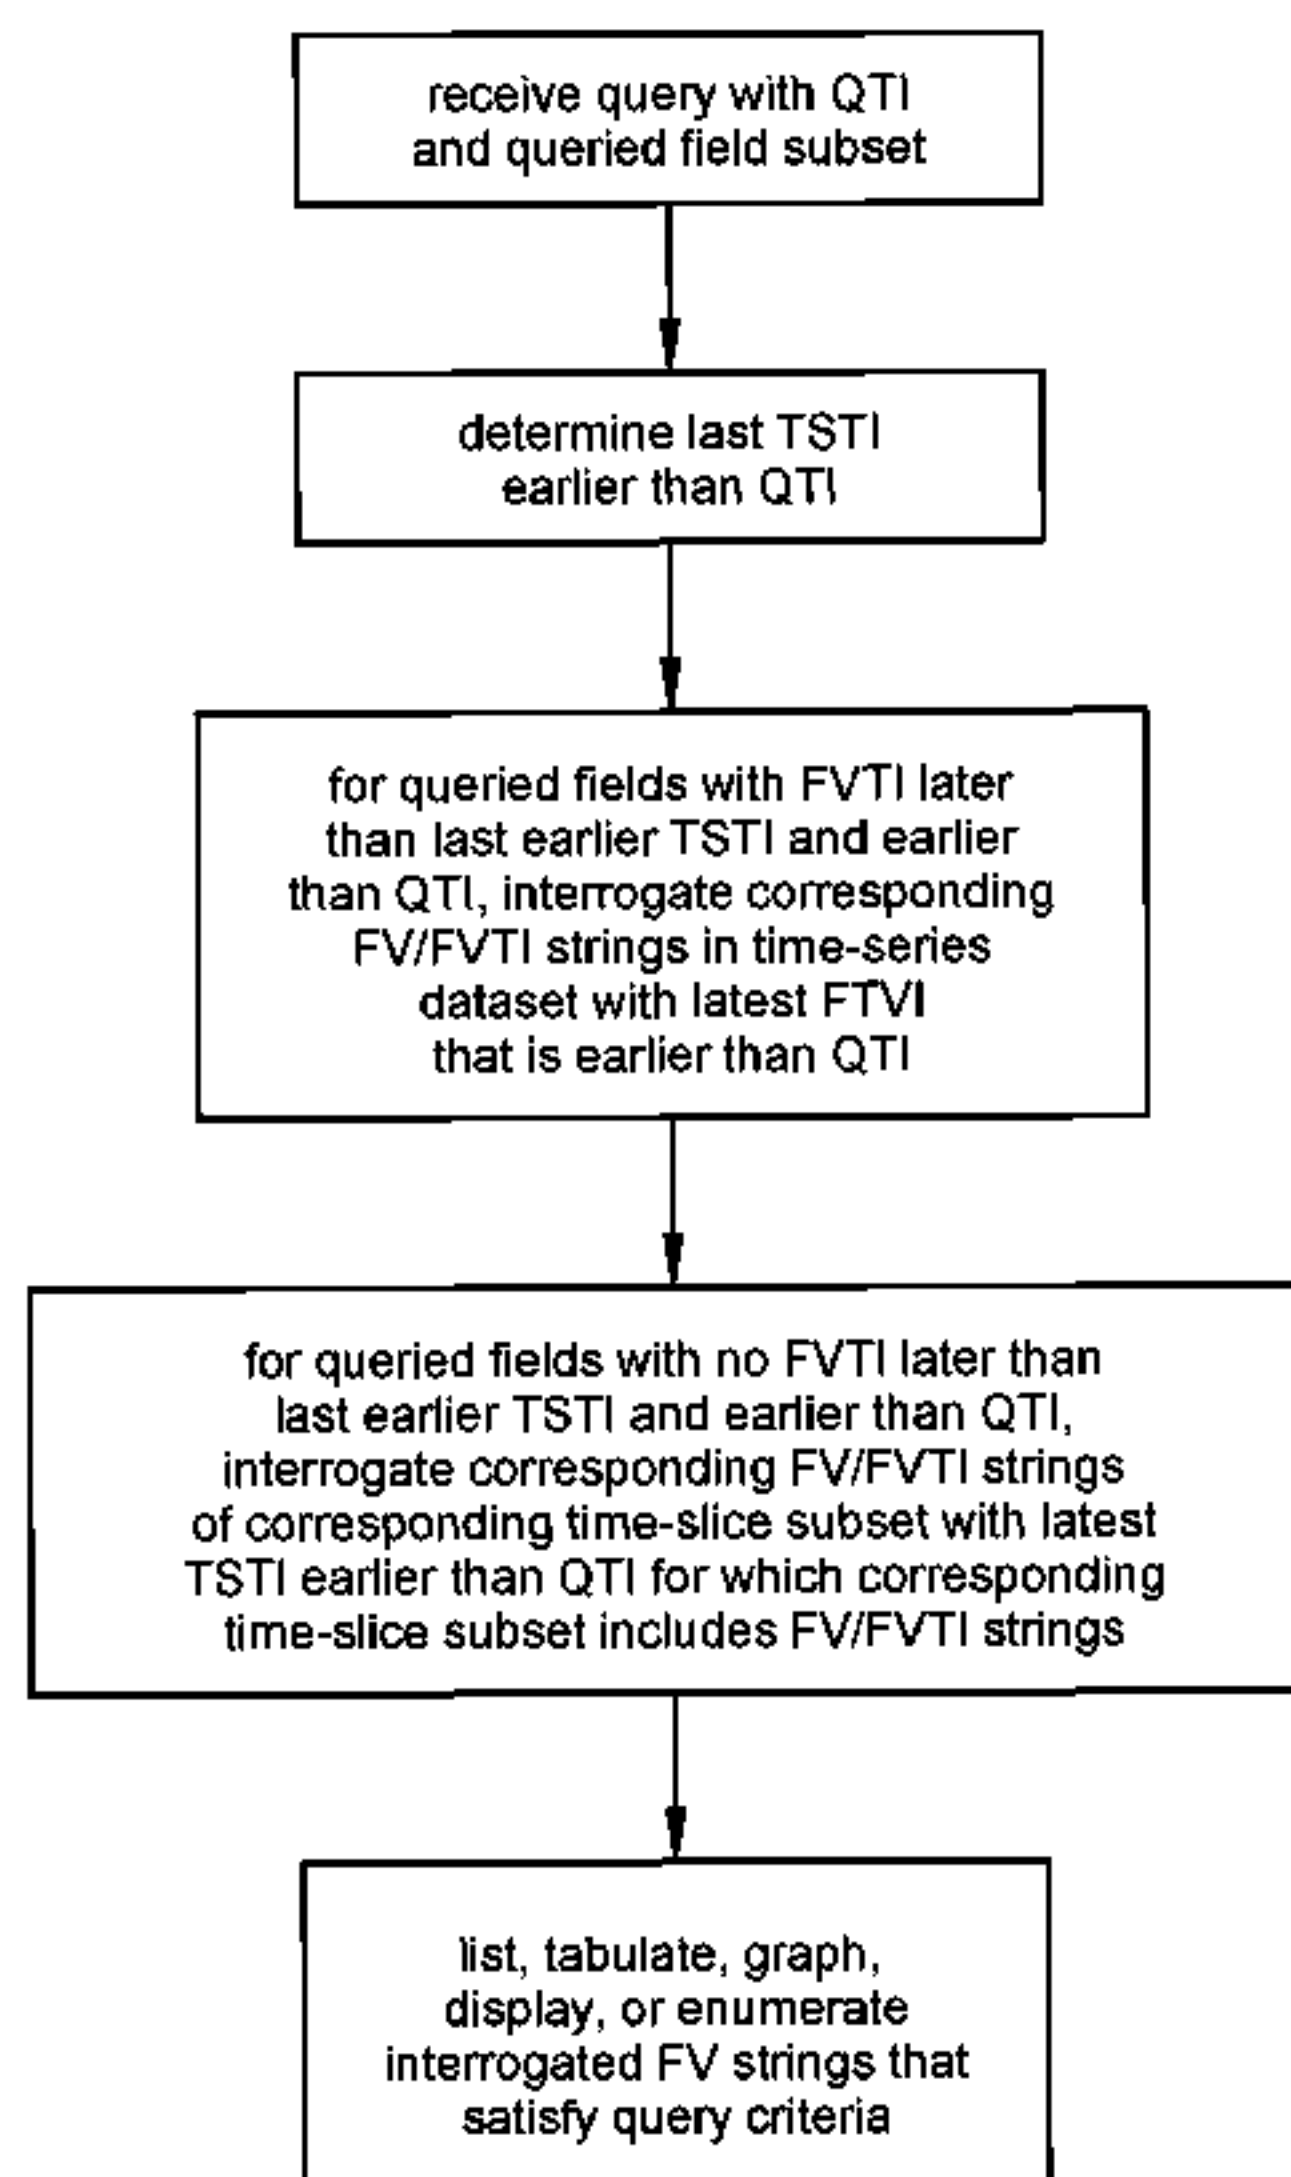 receive query with QTI
and queried field subset
determine last TSTI
earlier than QTI
for queried fields with FVTI later
than last earlier TSTI and earlier
than QTI, interrogate corresponding
FV/FVTI strings in time-series
dataset with latest FTVI
that is earlier than QTI
for queried fields with no FVTI later than
last earlier TSTI and earlier than QTI,
interrogate corresponding FV/FVTI strings
of corresponding time-slice subset with latest
TSTI earlier than QTI for which corresponding
time-slice subset includes FV/FVTI strings
list, tabulate, graph,
display, or enumerate
interrogated FV strings that
satisfy query criteria